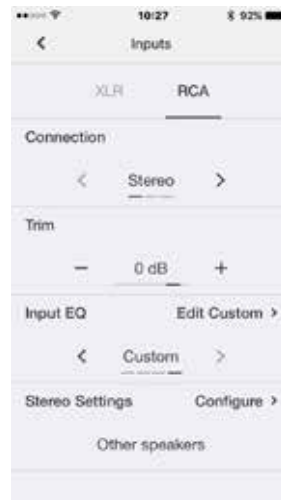 10:27 92%
< Inputs
XLR RCA
Connection
< Stereo >
Trim
− 0 dB +
Input EQ Edit Custom >
< Custom >
Stereo Settings Configure >
Other speakers